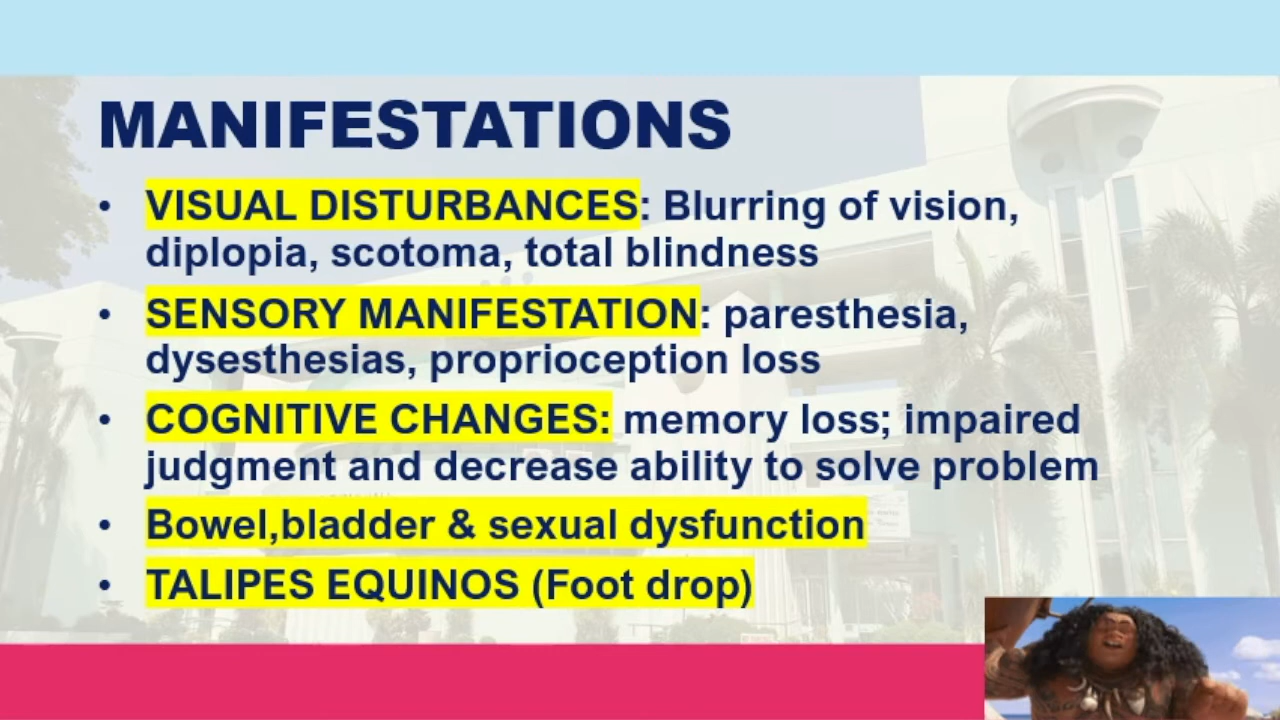 MANIFESTATIONS
• VISUAL DISTURBANCES: Blurring of vision,
diplopia, scotoma, total blindness
• SENSORY MANIFESTATION: paresthesia,
dysesthesias, proprioception loss
• COGNITIVE CHANGES: memory loss; impaired
judgment and decrease ability to solve problem
• Bowel,bladder & sexual dysfunction
• TALIPES EQUINOS (Foot drop)